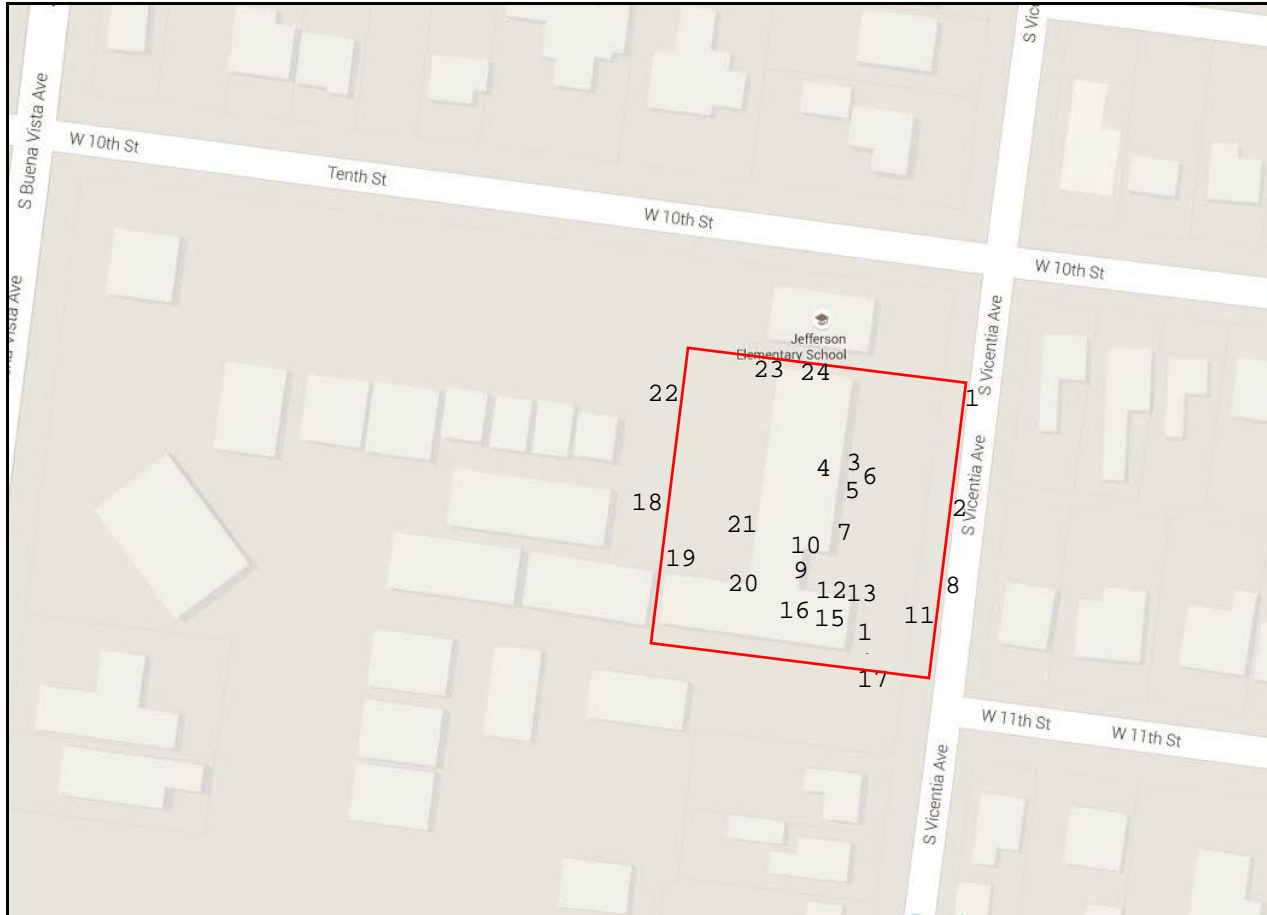 S Vic
S Buena Vista Ave
W 10th St
Tenth St
W 10th St
W 10th St
Vista Ave
S Vicentia Ave
Jefferson
Elementary School
23
24
22
1
S Vicentia Ave
4
3
6
5
18
2
21
7
10
19
9
20
8
12
13
16
15
11
1
17
W 11th St
W 11th St
S Vicentia Ave